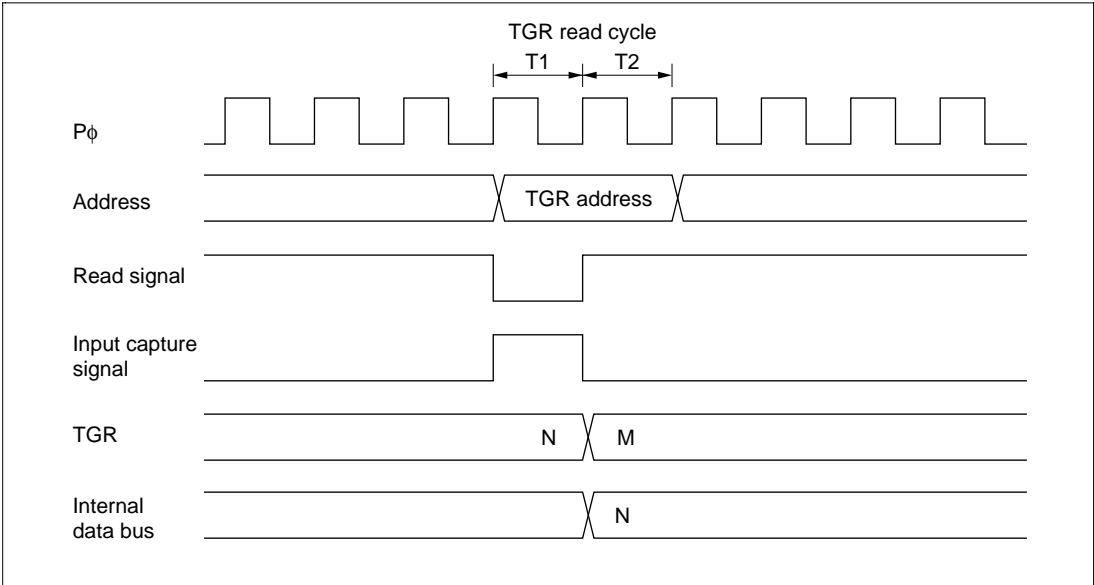 TGR read cycle
T1 T2
Pφ
Address
TGR address
Read signal
Input capture
signal
TGR
N M
Internal
data bus
N